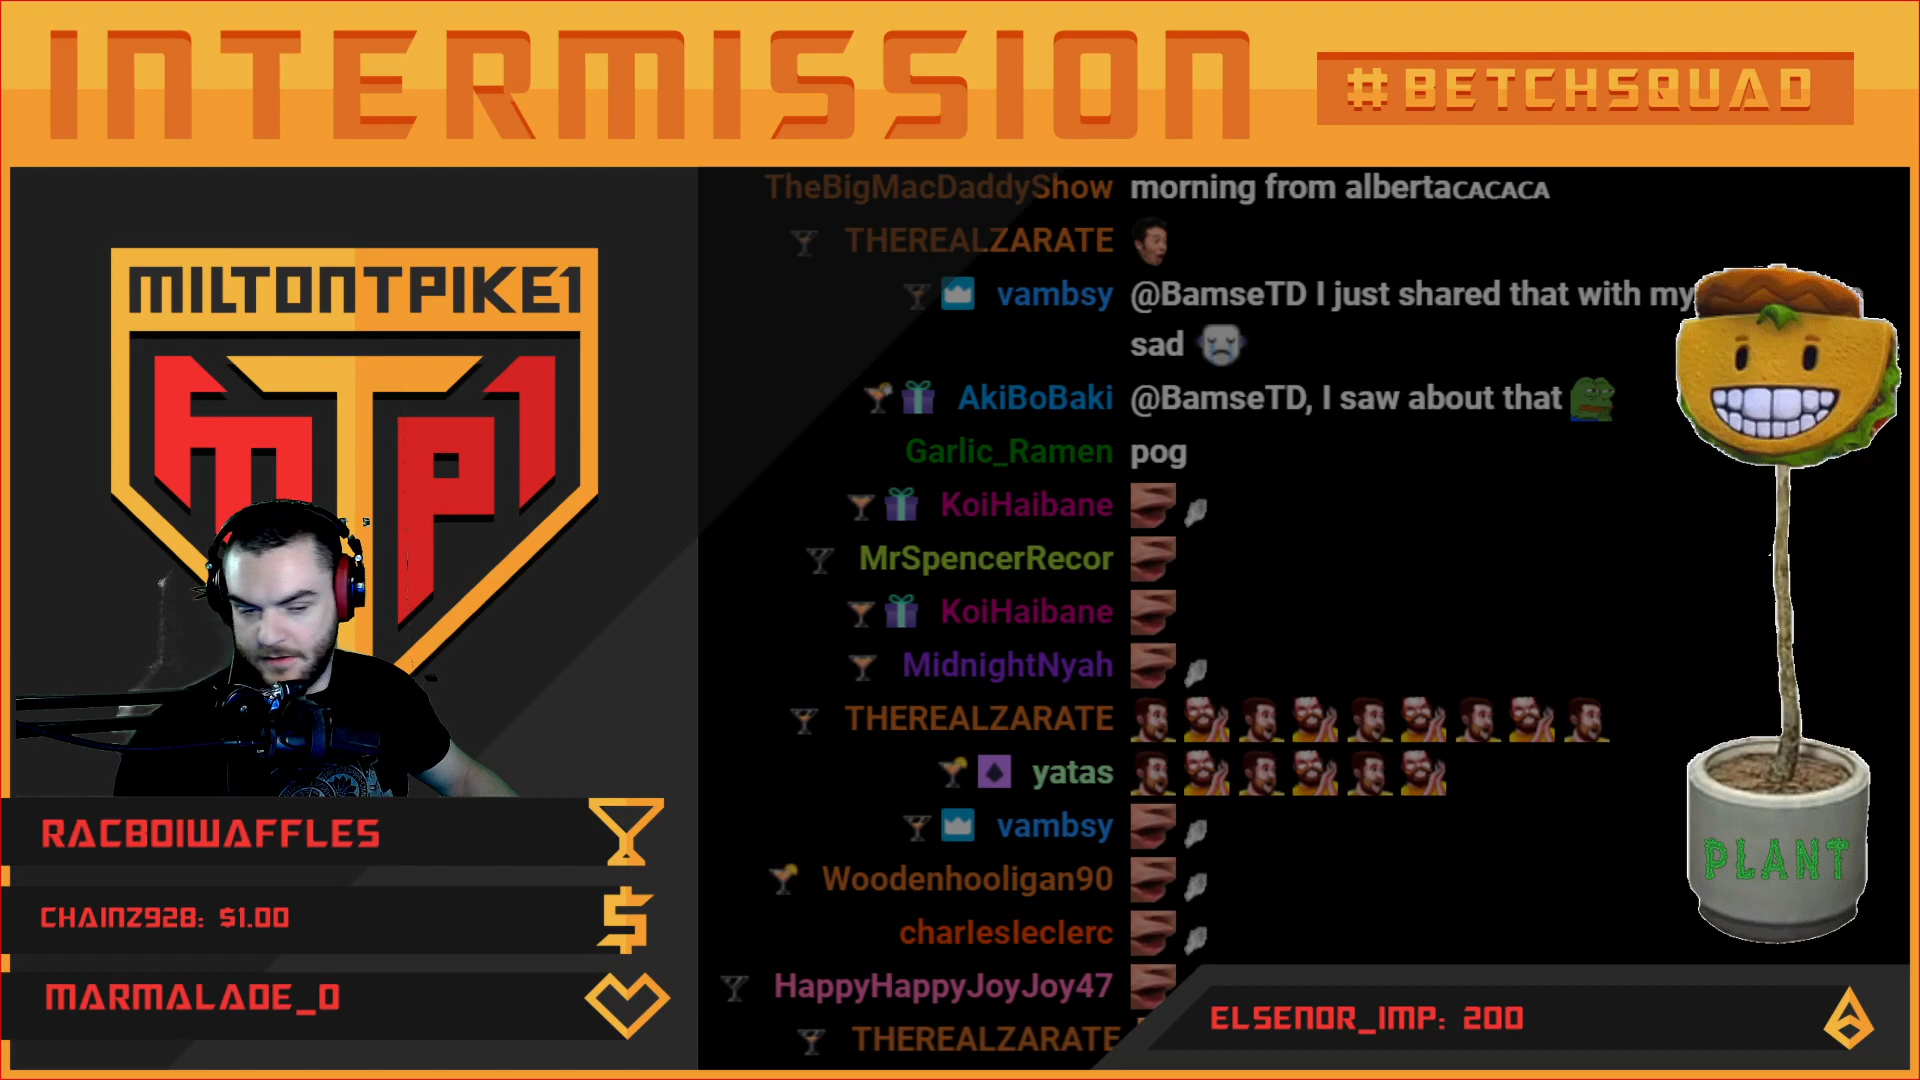 INTERMISSION
#BETCHSQUAD
MILTONTPIKE1
MTP1
TheBigMacDaddyShow morning from albertaCACACA
THEREALZARATE
vambsy @BamseTD I just shared that with my
sad
AkiBoBaki @BamseTD, I saw about that
Garlic_Ramen pog
KoiHaibane
MrSpencerRecor
KoiHaibane
MidnightNyah
THEREALZARATE
yatas
vambsy
Woodenhooligan90
charlesleclerc
HappyHappyJoyJoy47
THEREALZARATE
PLANT
RACBOIWAFFLES
CHAINZ928: $1.00
MARMALADE_O
ELSENOR_IMP: 200